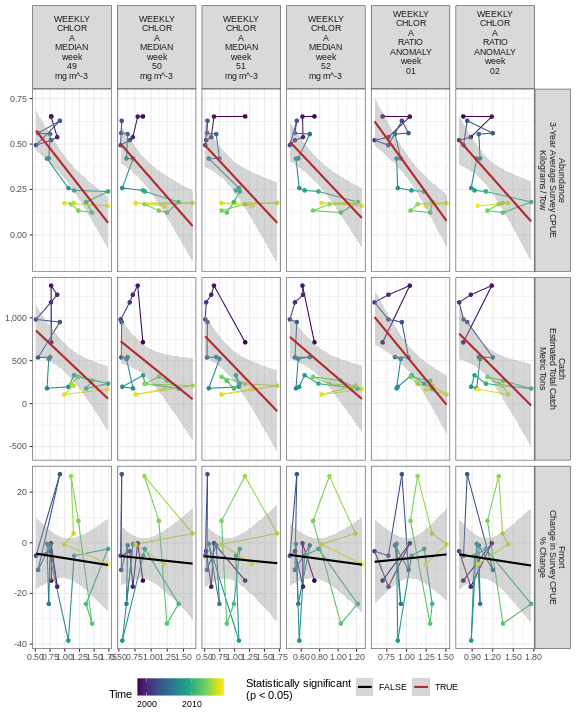 WEEKLY CHLOR A MEDIAN week 49 mg m^-3
WEEKLY CHLOR A MEDIAN week 50 mg m^-3
WEEKLY CHLOR A MEDIAN week 51 mg m^-3
WEEKLY CHLOR A MEDIAN week 52 mg m^-3
WEEKLY CHLOR A RATIO ANOMALY week 01
WEEKLY CHLOR A RATIO ANOMALY week 02
0.75
0.50
0.25
0.00
Abundance
3-Year Average Survey CPUE
Kilograms/Tow
1,000
500
0
-500
Catch
Estimated Total Catch
Metric Tons
20
0
-20
-40
Fmort
Change in Survey CPUE
% Change
0.50 0.75 1.00 1.25 1.50 1.75
0.50 0.75 1.00 1.25 1.50
0.50 0.75 1.00 1.25 1.50 1.75
0.60 0.80 1.00 1.20
0.75 1.00 1.25 1.50
0.90 1.20 1.50 1.80
Time
2000 2010
Statistically significant
(p < 0.05)
FALSE
TRUE